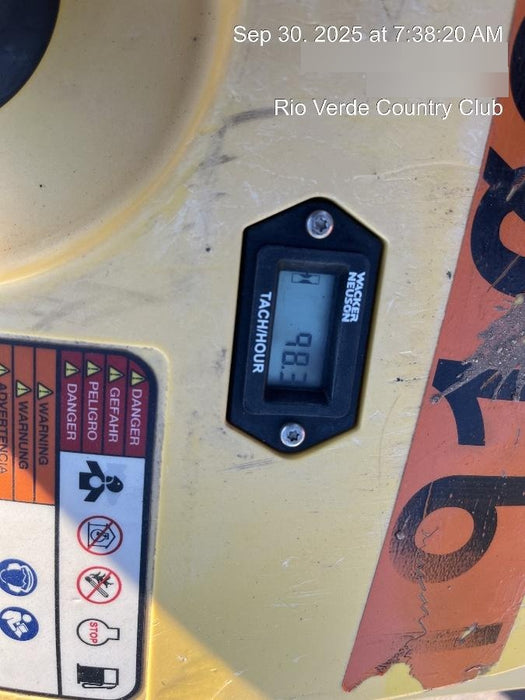 Sep 30. 2025 at 7:38:20 AM
Rio Verde Country Club
WACKER
NEUSON
98.3
TACH/HOUR
DANGER
GEFAHR
PELIGRO
DANGER
WARNING
WARNUNG
ADVERTENCIA
STOP